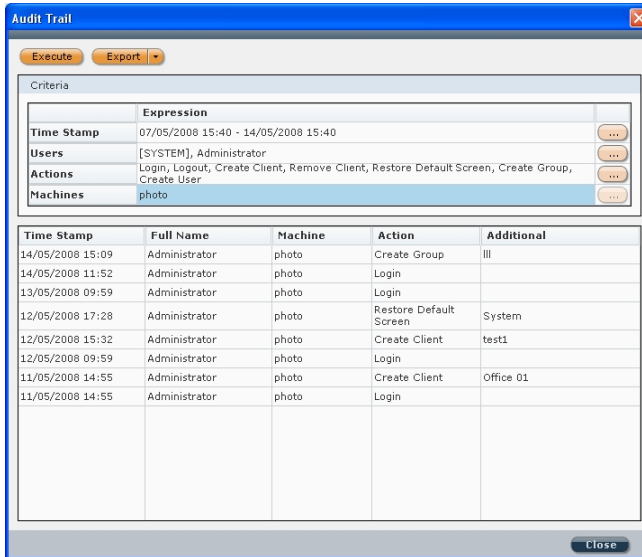 Audit Trail
Execute Export
Criteria
Expression
Time Stamp 07/05/2008 15:40 - 14/05/2008 15:40 ...
Users [SYSTEM], Administrator ...
Actions Login, Logout, Create Client, Remove Client, Restore Default Screen, Create Group, ...
Create User
Machines photo ...
Time Stamp Full Name Machine Action Additional
14/05/2008 15:09 Administrator photo Create Group lll
14/05/2008 11:52 Administrator photo Login
13/05/2008 09:59 Administrator photo Login
12/05/2008 17:28 Administrator photo Restore Default Screen System
12/05/2008 15:32 Administrator photo Create Client test1
12/05/2008 09:59 Administrator photo Login
11/05/2008 14:55 Administrator photo Create Client Office 01
11/05/2008 14:55 Administrator photo Login
Close